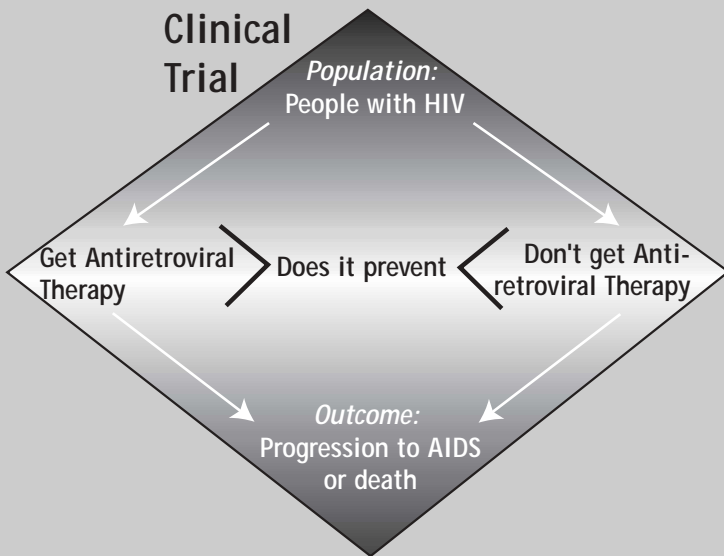 Clinical
Trial
Population:
People with HIV
Get Antiretroviral
Therapy
Does it prevent
Don't get Anti-
retroviral Therapy
Outcome:
Progression to AIDS
or death